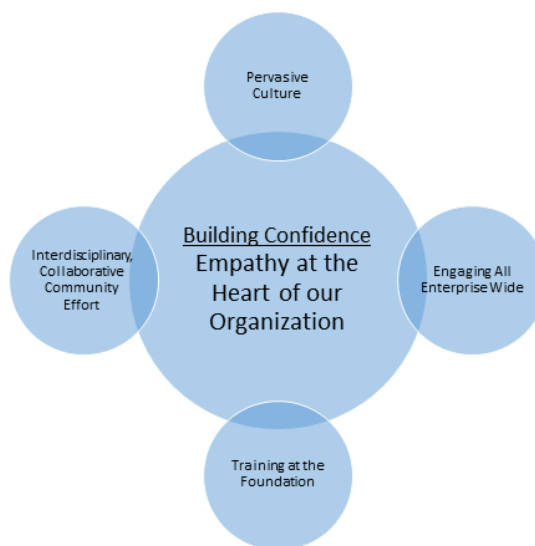 Pervasive
Culture
Building Confidence
Empathy at the
Heart of our
Organization
Interdisciplinary,
Collaborative
Community
Effort
Engaging All
Enterprise Wide
Training at the
Foundation